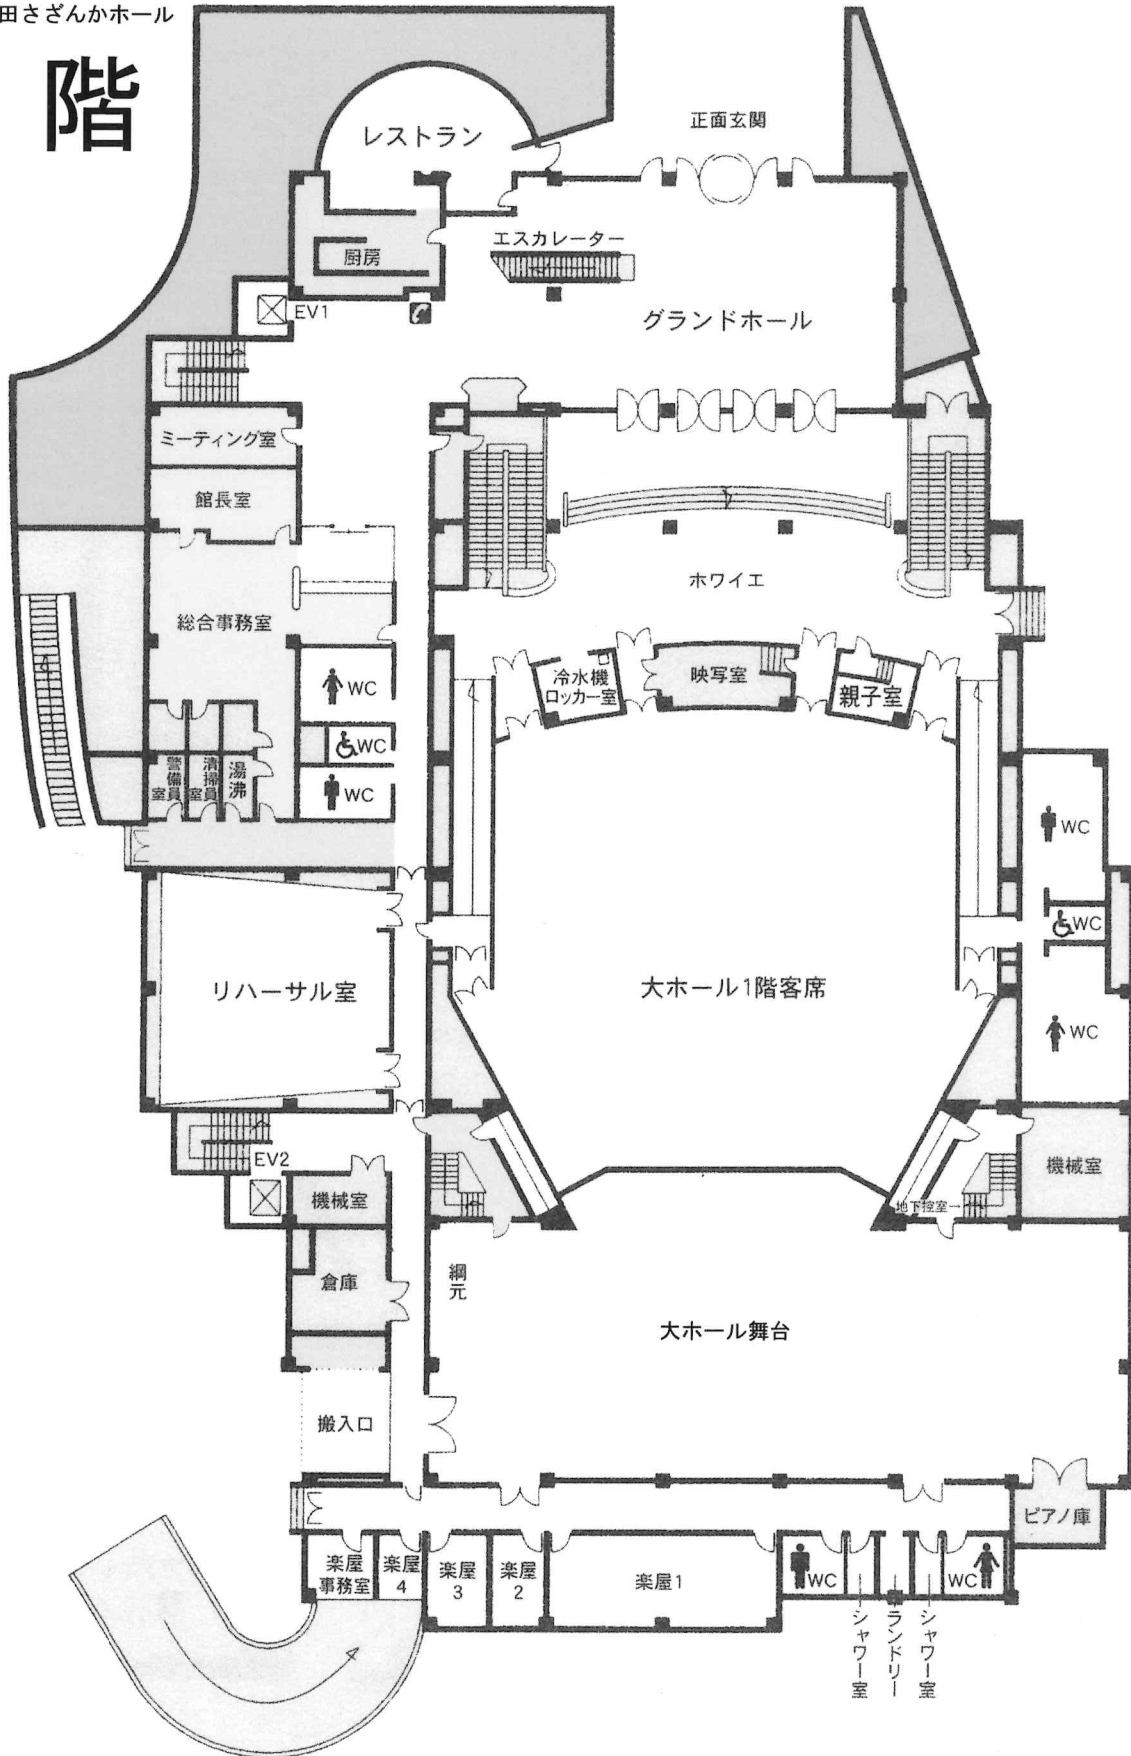 田さざんかホール
階
レストラン
正面玄関
エスカレーター
厨房
EV1
グランドホール
ミーティング室
館長室
ホワイエ
総合事務室
冷水機
ロッカー室
映写室
親子室
WC
WC
WC
警備員室
清掃員室
湯沸
WC
WC
WC
リハーサル室
大ホール1階客席
EV2
機械室
機械室
地下控室→
倉庫
綱元
大ホール舞台
搬入口
ピアノ庫
楽屋
事務室
楽屋
4
楽屋
3
楽屋
2
楽屋1
WC
WC
シャワー室
ランドリー
シャワー室